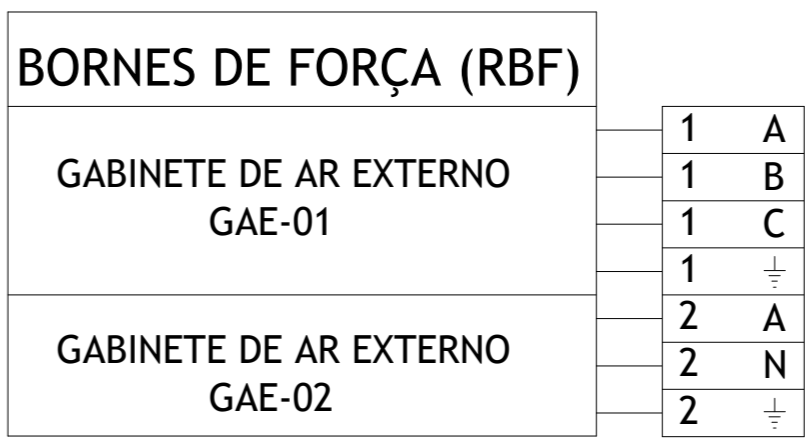 BORNES DE FORÇA (RBF)
GABINETE DE AR EXTERNO
GAE-01
1 A
1 B
1 C
1 ⏚
GABINETE DE AR EXTERNO
GAE-02
2 A
2 N
2 ⏚